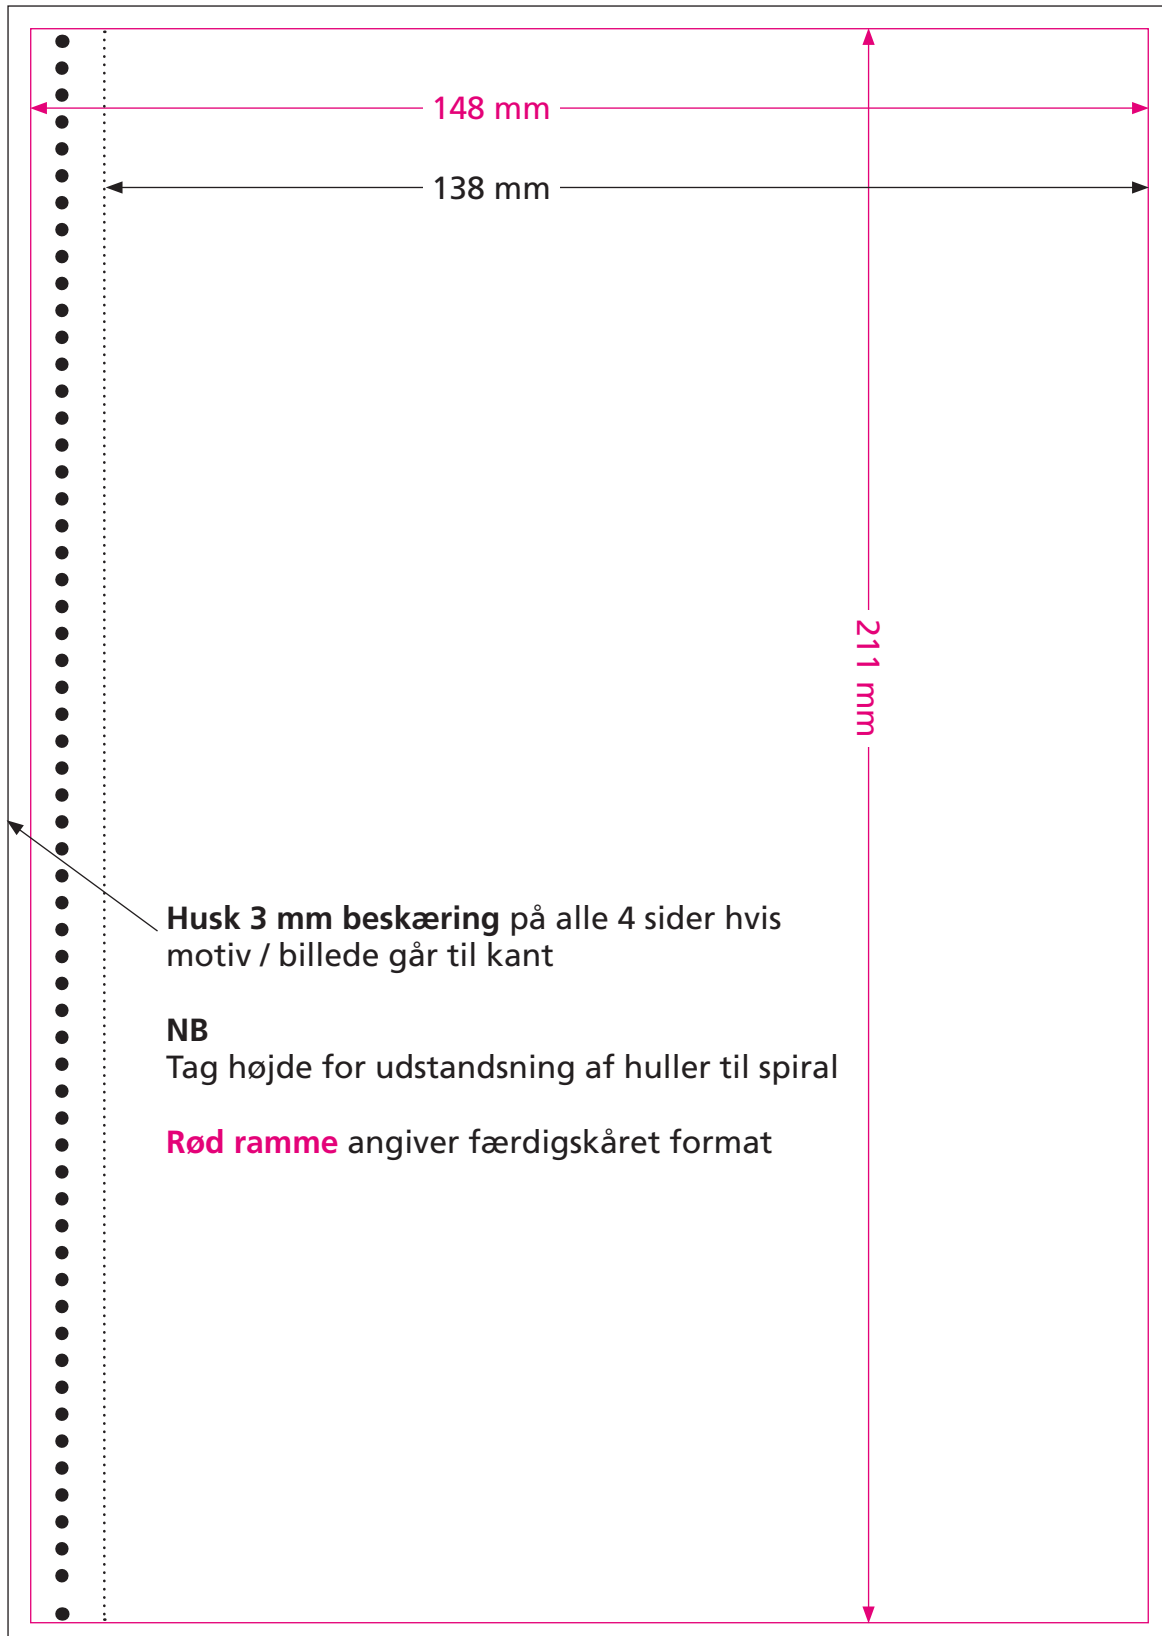 148 mm
138 mm
211 mm
Husk 3 mm beskæring på alle 4 sider hvis
motiv / billede går til kant
NB
Tag højde for udstandsning af huller til spiral
Rød ramme angiver færdigskåret format